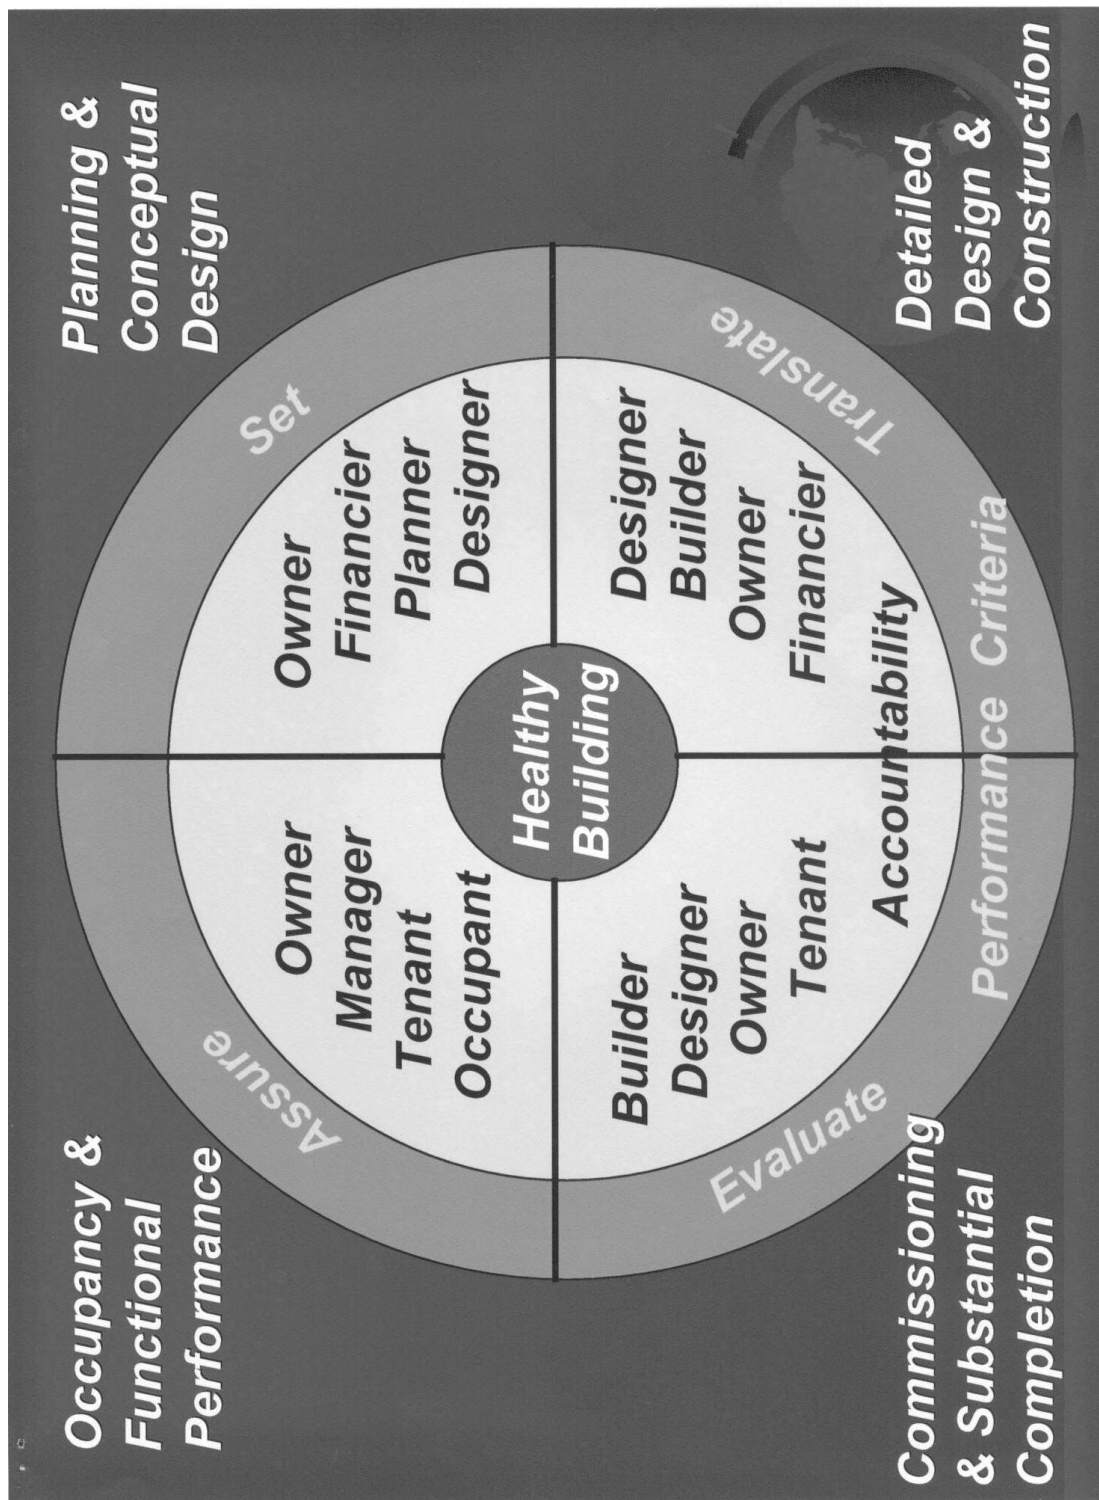 Occupancy &
Functional
Performance
Planning &
Conceptual
Design
Assure
Set
Owner
Manager
Tenant
Occupant
Owner
Financier
Planner
Designer
Healthy
Building
Builder
Designer
Owner
Tenant
Designer
Builder
Owner
Financier
Accountability
Evaluate
Translate
Performance Criteria
Commissioning
& Substantial
Completion
Detailed
Design &
Construction